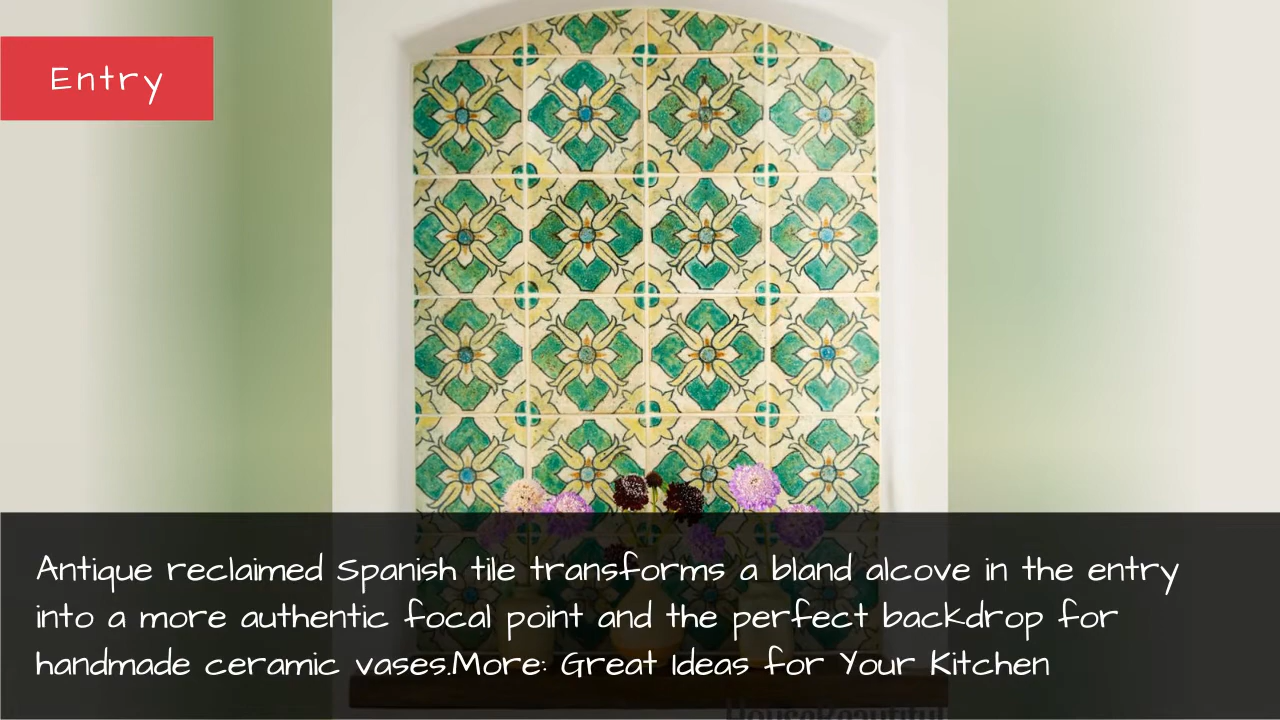 Entry
Antique reclaimed Spanish tile transforms a bland alcove in the entry
into a more authentic focal point and the perfect backdrop for
handmade ceramic vases.More: Great Ideas for Your Kitchen
HouseBeautiful